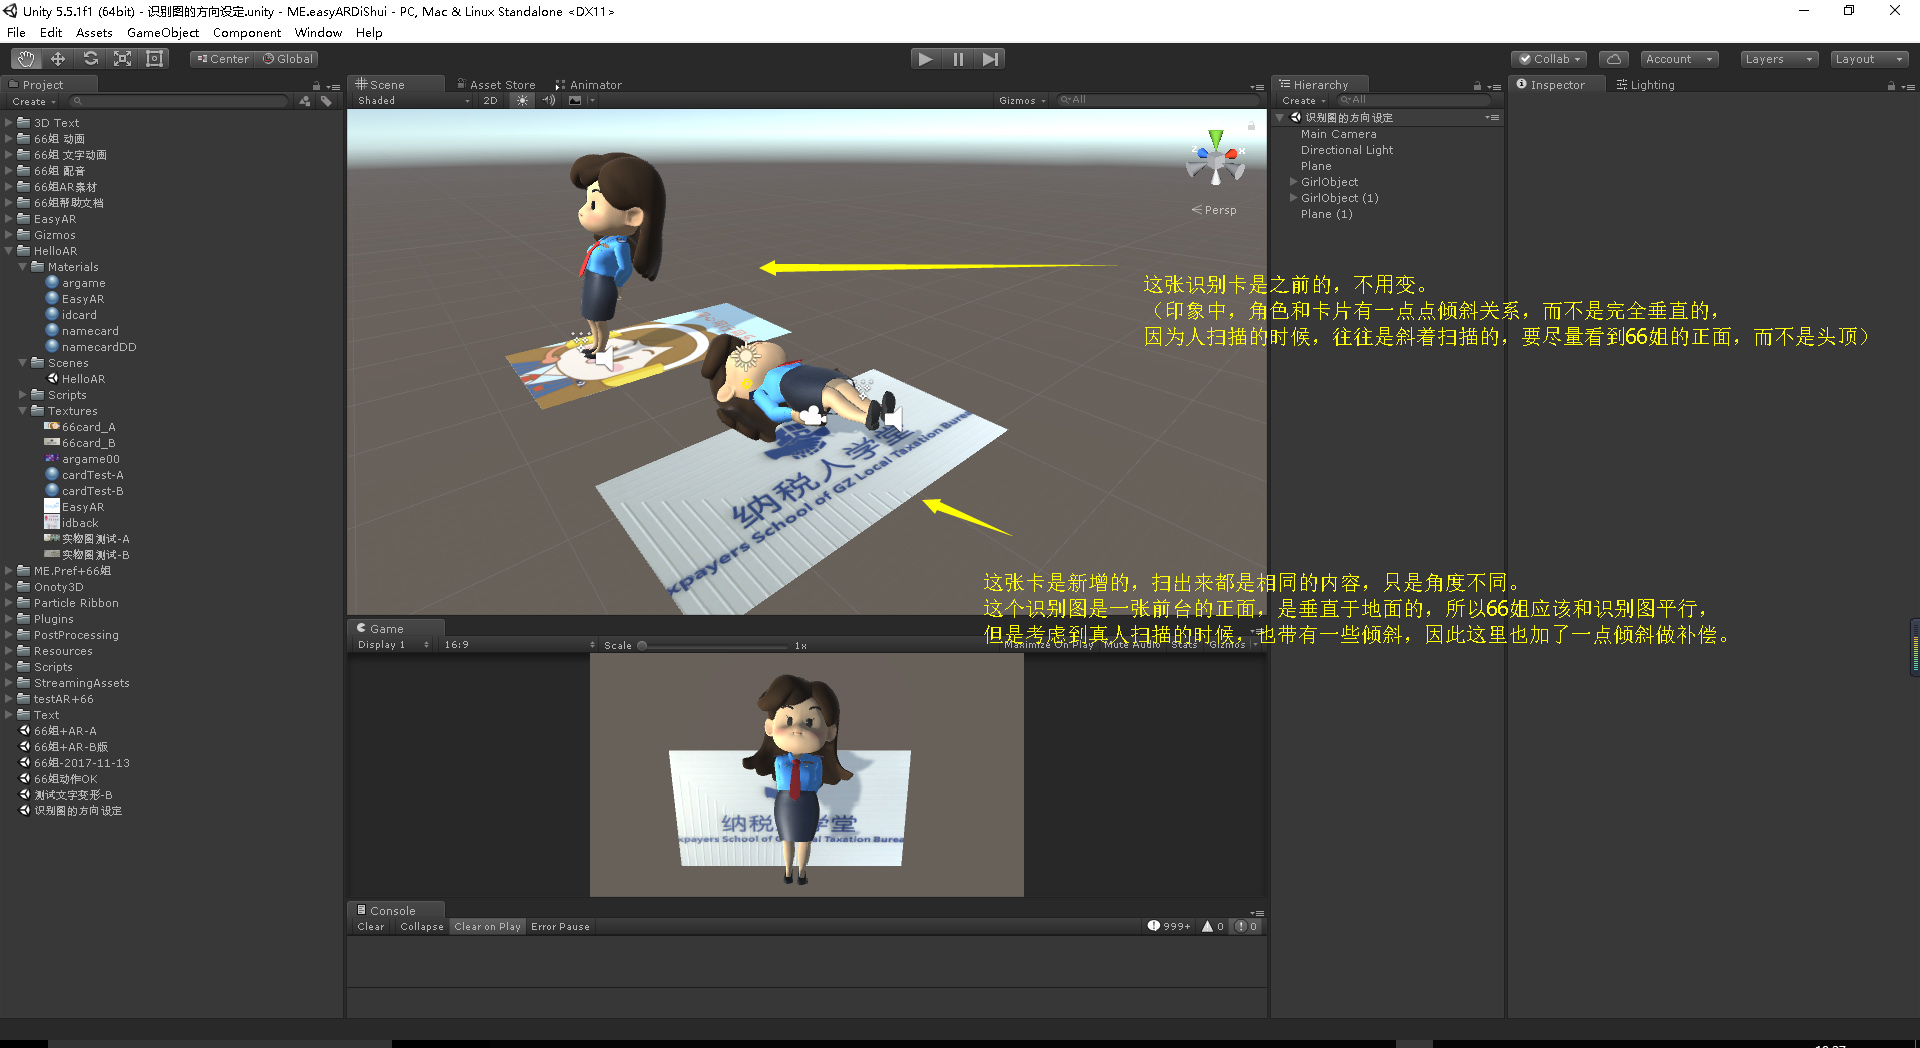 Unity 5.5.1f1 (64bit) - 识别图的方向设定.unity - ME.easyARDiShui - PC, Mac & Linux Standalone <DX11>
File Edit Assets GameObject Component Window Help
Center Global
Collab Account Layers Layout
Project
Create
3D Text
66姐 动画
66姐 文字动画
66姐 配音
66姐AR素材
66姐帮助文档
EasyAR
Gizmos
HelloAR
Materials
argame
EasyAR
idcard
namecard
namecardDD
Scenes
HelloAR
Scripts
Textures
66card_A
66card_B
argame00
cardTest-A
cardTest-B
EasyAR
idback
实物图测试-A
实物图测试-B
ME.Pref+66姐
Onoty3D
Particle Ribbon
Plugins
PostProcessing
Resources
Scripts
StreamingAssets
testAR+66
Text
66姐+AR-A
66姐+AR-B版
66姐-2017-11-13
66姐动作OK
测试文字变形-B
识别图的方向设定
Scene Asset Store Animator
Shaded 2D Gizmos All
Z X
Persp
纳税人学堂
xpayers School of GZ Local Taxation Bureau
Hierarchy
Create All
识别图的方向设定
Main Camera
Directional Light
Plane
GirlObject
GirlObject (1)
Plane (1)
Inspector Lighting
这张识别卡是之前的，不用变。
（印象中，角色和卡片有一点点倾斜关系，而不是完全垂直的，
因为人扫描的时候，往往是斜着扫描的，要尽量看到66姐的正面，而不是头顶）
这张卡是新增的，扫出来都是相同的内容，只是角度不同。
这个识别图是一张前台的正面，是垂直于地面的，所以66姐应该和识别图平行，
但是考虑到真人扫描的时候，也带有一些倾斜，因此这里也加了一点倾斜做补偿。
Game
Display 1 16:9 Scale 1x Maximize On Play Mute Audio Stats Gizmos
纳税 学堂
xpayers School of G al Taxation Burea
Console
Clear Collapse Clear on Play Error Pause 999+ 0 0